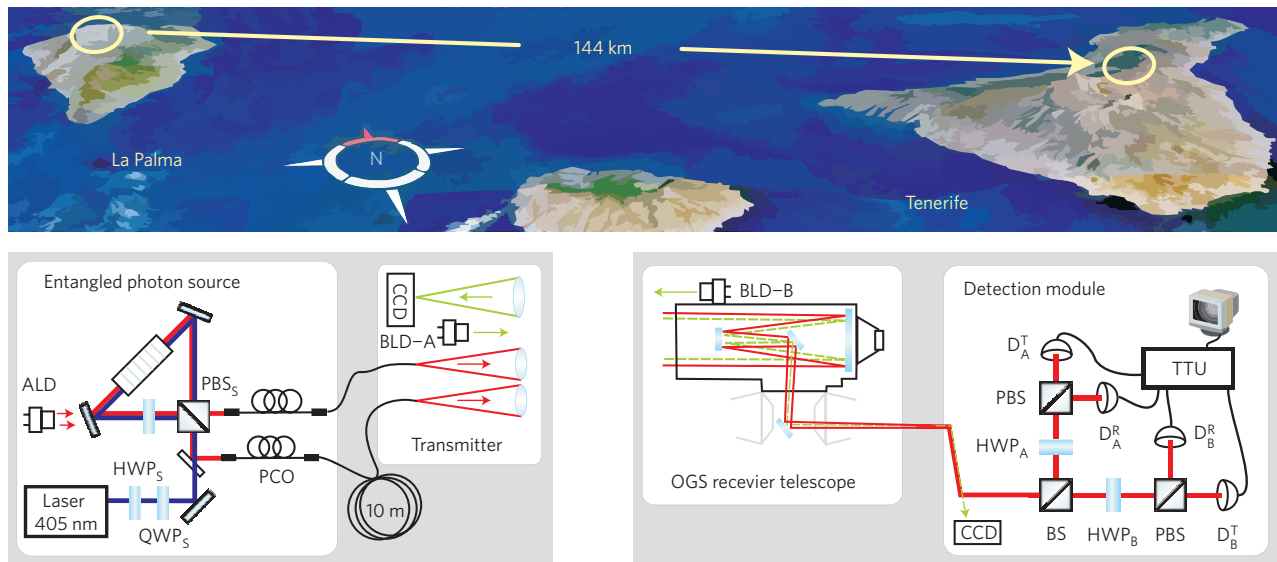 144 km
La Palma
N
Tenerife
Entangled photon source
CCD
BLD–A
ALD
PBS_S
HWP_S
PCO
Transmitter
Laser
405 nm
QWP_S
10 m
BLD–B
OGS recevier telescope
Detection module
D_A^T
TTU
PBS
D_A^R
D_B^R
HWP_A
CCD
BS
HWP_B
PBS
D_B^T